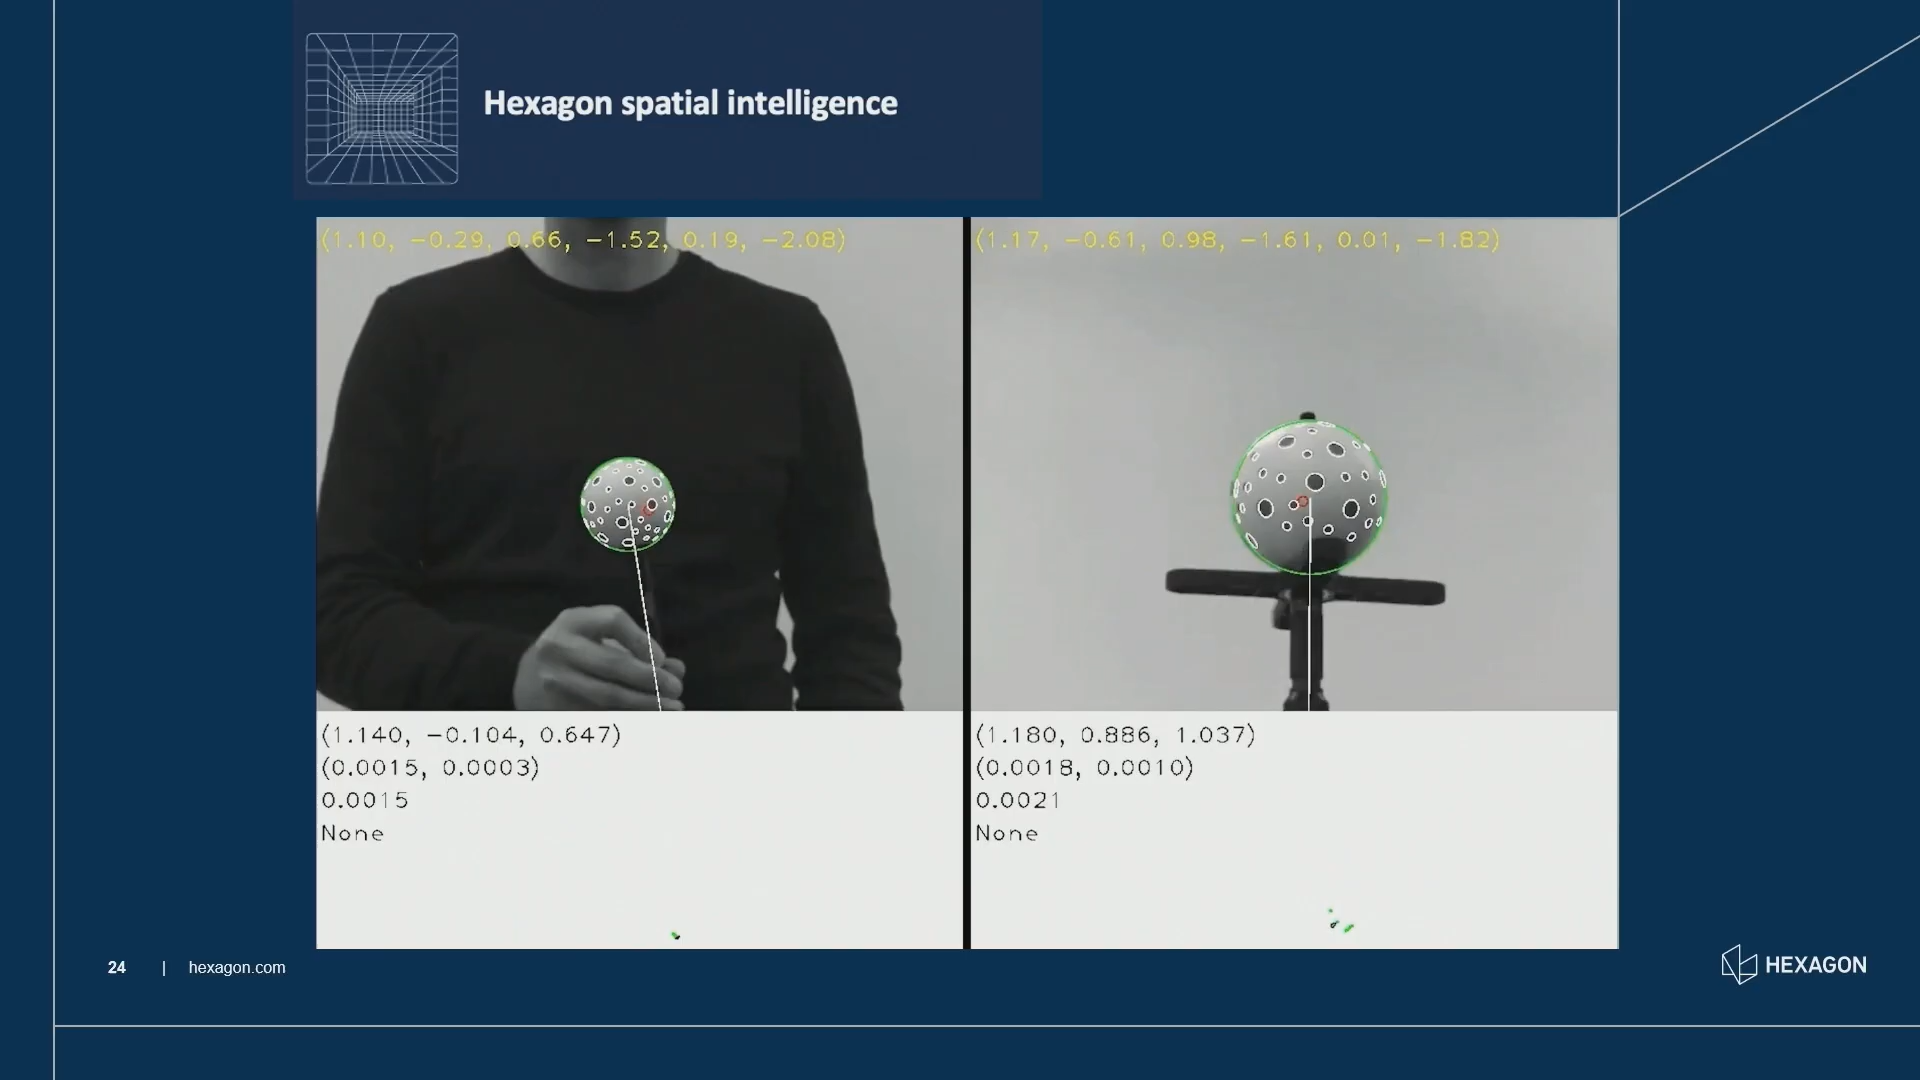 Hexagon spatial intelligence
(1.10, −0.29, 0.66, −1.52, 0.19, −2.08)
(1.17, −0.61, 0.98, −1.61, 0.01, −1.82)
(1.140, −0.104, 0.647)
(0.0015, 0.0003)
0.0015
None
(1.180, 0.886, 1.037)
(0.0018, 0.0010)
0.0021
None
24 | hexagon.com
HEXAGON